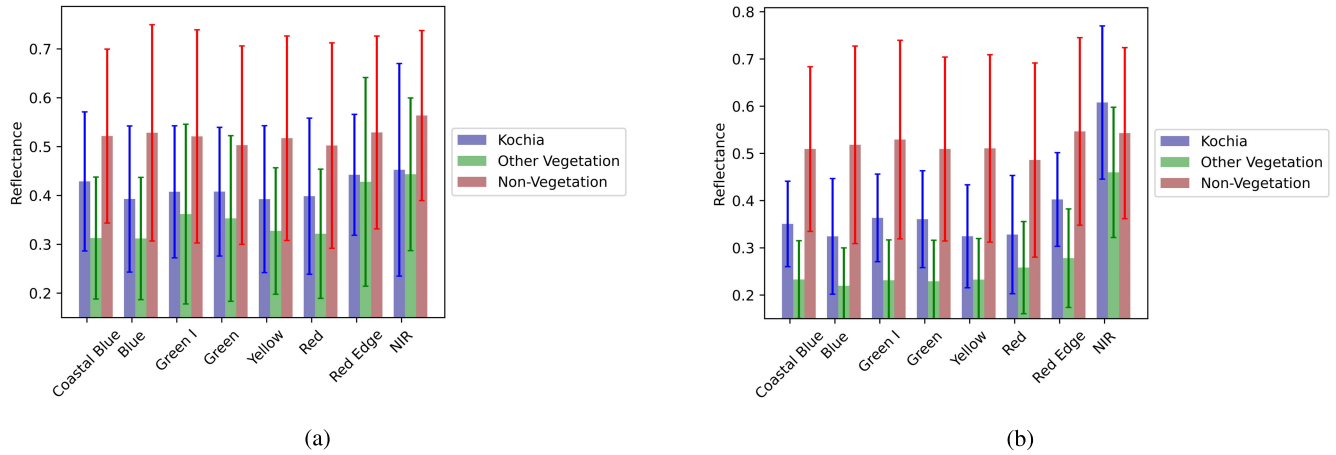 0.7
0.6
0.5
0.4
0.3
0.2
Reflectance
Coastal Blue
Blue
Green I
Green
Yellow
Red
Red Edge
NIR
Kochia
Other Vegetation
Non-Vegetation
(a)
0.8
0.7
0.6
0.5
0.4
0.3
0.2
Reflectance
Coastal Blue
Blue
Green I
Green
Yellow
Red
Red Edge
NIR
Kochia
Other Vegetation
Non-Vegetation
(b)